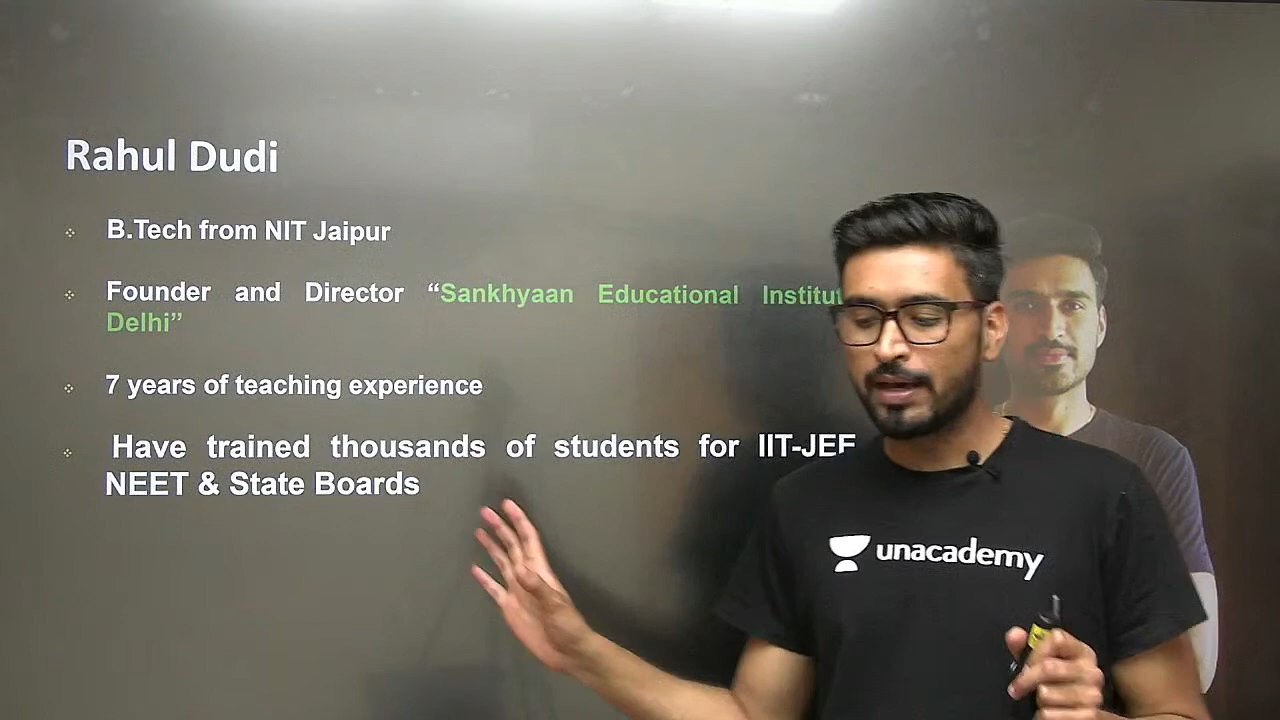 Rahul Dudi
B.Tech from NIT Jaipur
Founder and Director “Sankhyaan Educational
Delhi”
7 years of teaching experience
Have trained thousands of students for IIT-JEE
NEET & State Boards
unacademy